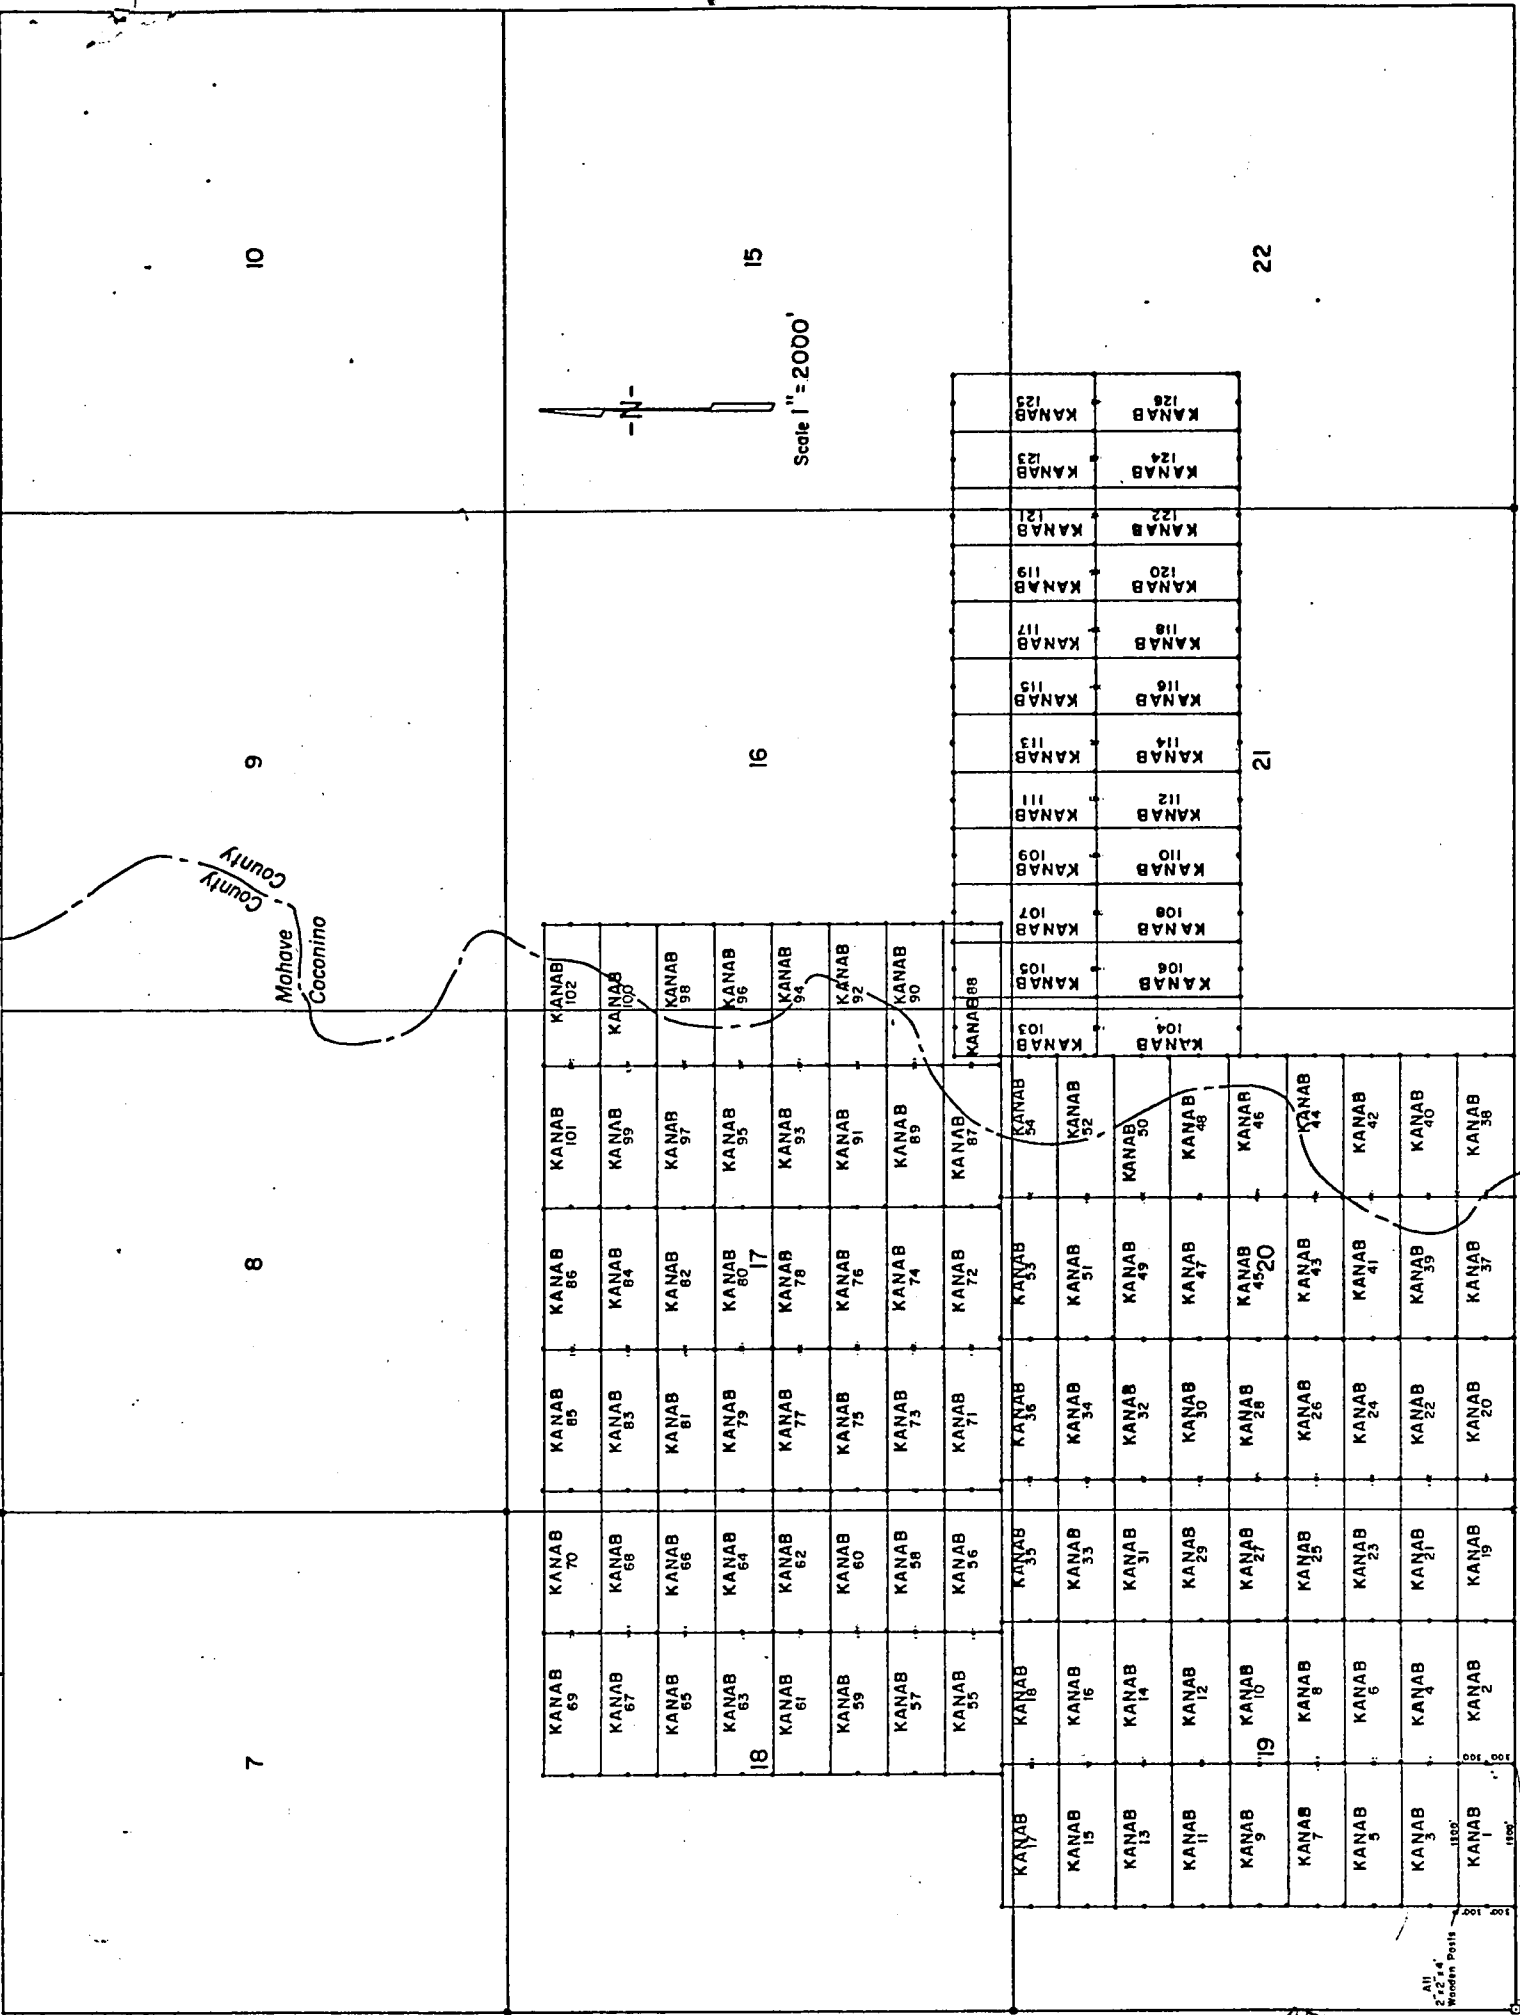 7
8
9
10
Mohave County
Coconino County
- N -
Scale 1" = 2000'
18
17
16
15
KANAB 69
KANAB 70
KANAB 85
KANAB 86
KANAB 101
KANAB 102
KANAB 67
KANAB 68
KANAB 83
KANAB 84
KANAB 99
KANAB 100
KANAB 65
KANAB 66
KANAB 81
KANAB 82
KANAB 97
KANAB 98
KANAB 63
KANAB 64
KANAB 79
KANAB 80
KANAB 95
KANAB 96
KANAB 61
KANAB 62
KANAB 77
KANAB 78
KANAB 93
KANAB 94
KANAB 59
KANAB 60
KANAB 75
KANAB 76
KANAB 91
KANAB 92
KANAB 57
KANAB 58
KANAB 73
KANAB 74
KANAB 89
KANAB 90
KANAB 55
KANAB 56
KANAB 71
KANAB 72
KANAB 87
KANAB 88
19
20
21
22
KANAB 17
KANAB 18
KANAB 35
KANAB 36
KANAB 53
KANAB 54
KANAB 15
KANAB 16
KANAB 33
KANAB 34
KANAB 51
KANAB 52
KANAB 13
KANAB 14
KANAB 31
KANAB 32
KANAB 49
KANAB 50
KANAB 11
KANAB 12
KANAB 29
KANAB 30
KANAB 47
KANAB 48
KANAB 9
KANAB 10
KANAB 27
KANAB 28
KANAB 45
KANAB 46
KANAB 7
KANAB 8
KANAB 25
KANAB 26
KANAB 43
KANAB 44
KANAB 5
KANAB 6
KANAB 23
KANAB 24
KANAB 41
KANAB 42
KANAB 3
KANAB 4
KANAB 21
KANAB 22
KANAB 39
KANAB 40
KANAB 1
KANAB 2
KANAB 19
KANAB 20
KANAB 37
KANAB 38
KANAB 103
KANAB 105
KANAB 107
KANAB 109
KANAB 111
KANAB 113
KANAB 115
KANAB 117
KANAB 119
KANAB 121
KANAB 123
KANAB 125
KANAB 104
KANAB 106
KANAB 108
KANAB 110
KANAB 112
KANAB 114
KANAB 116
KANAB 118
KANAB 120
KANAB 122
KANAB 124
KANAB 126
All
2"x2"x4'
Wooden Posts
1500'
1500'
300' 300'
300' 300'